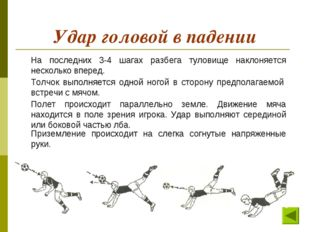 Удар головой в падении
На последних 3-4 шагах разбега туловище наклоняется
несколько вперед.
Толчок выполняется одной ногой в сторону предполагаемой
встречи с мячом.
Полет происходит параллельно земле. Движение мяча
находится в поле зрения игрока. Удар выполняют серединой
или боковой частью лба.
Приземление происходит на слегка согнутые напряженные
руки.